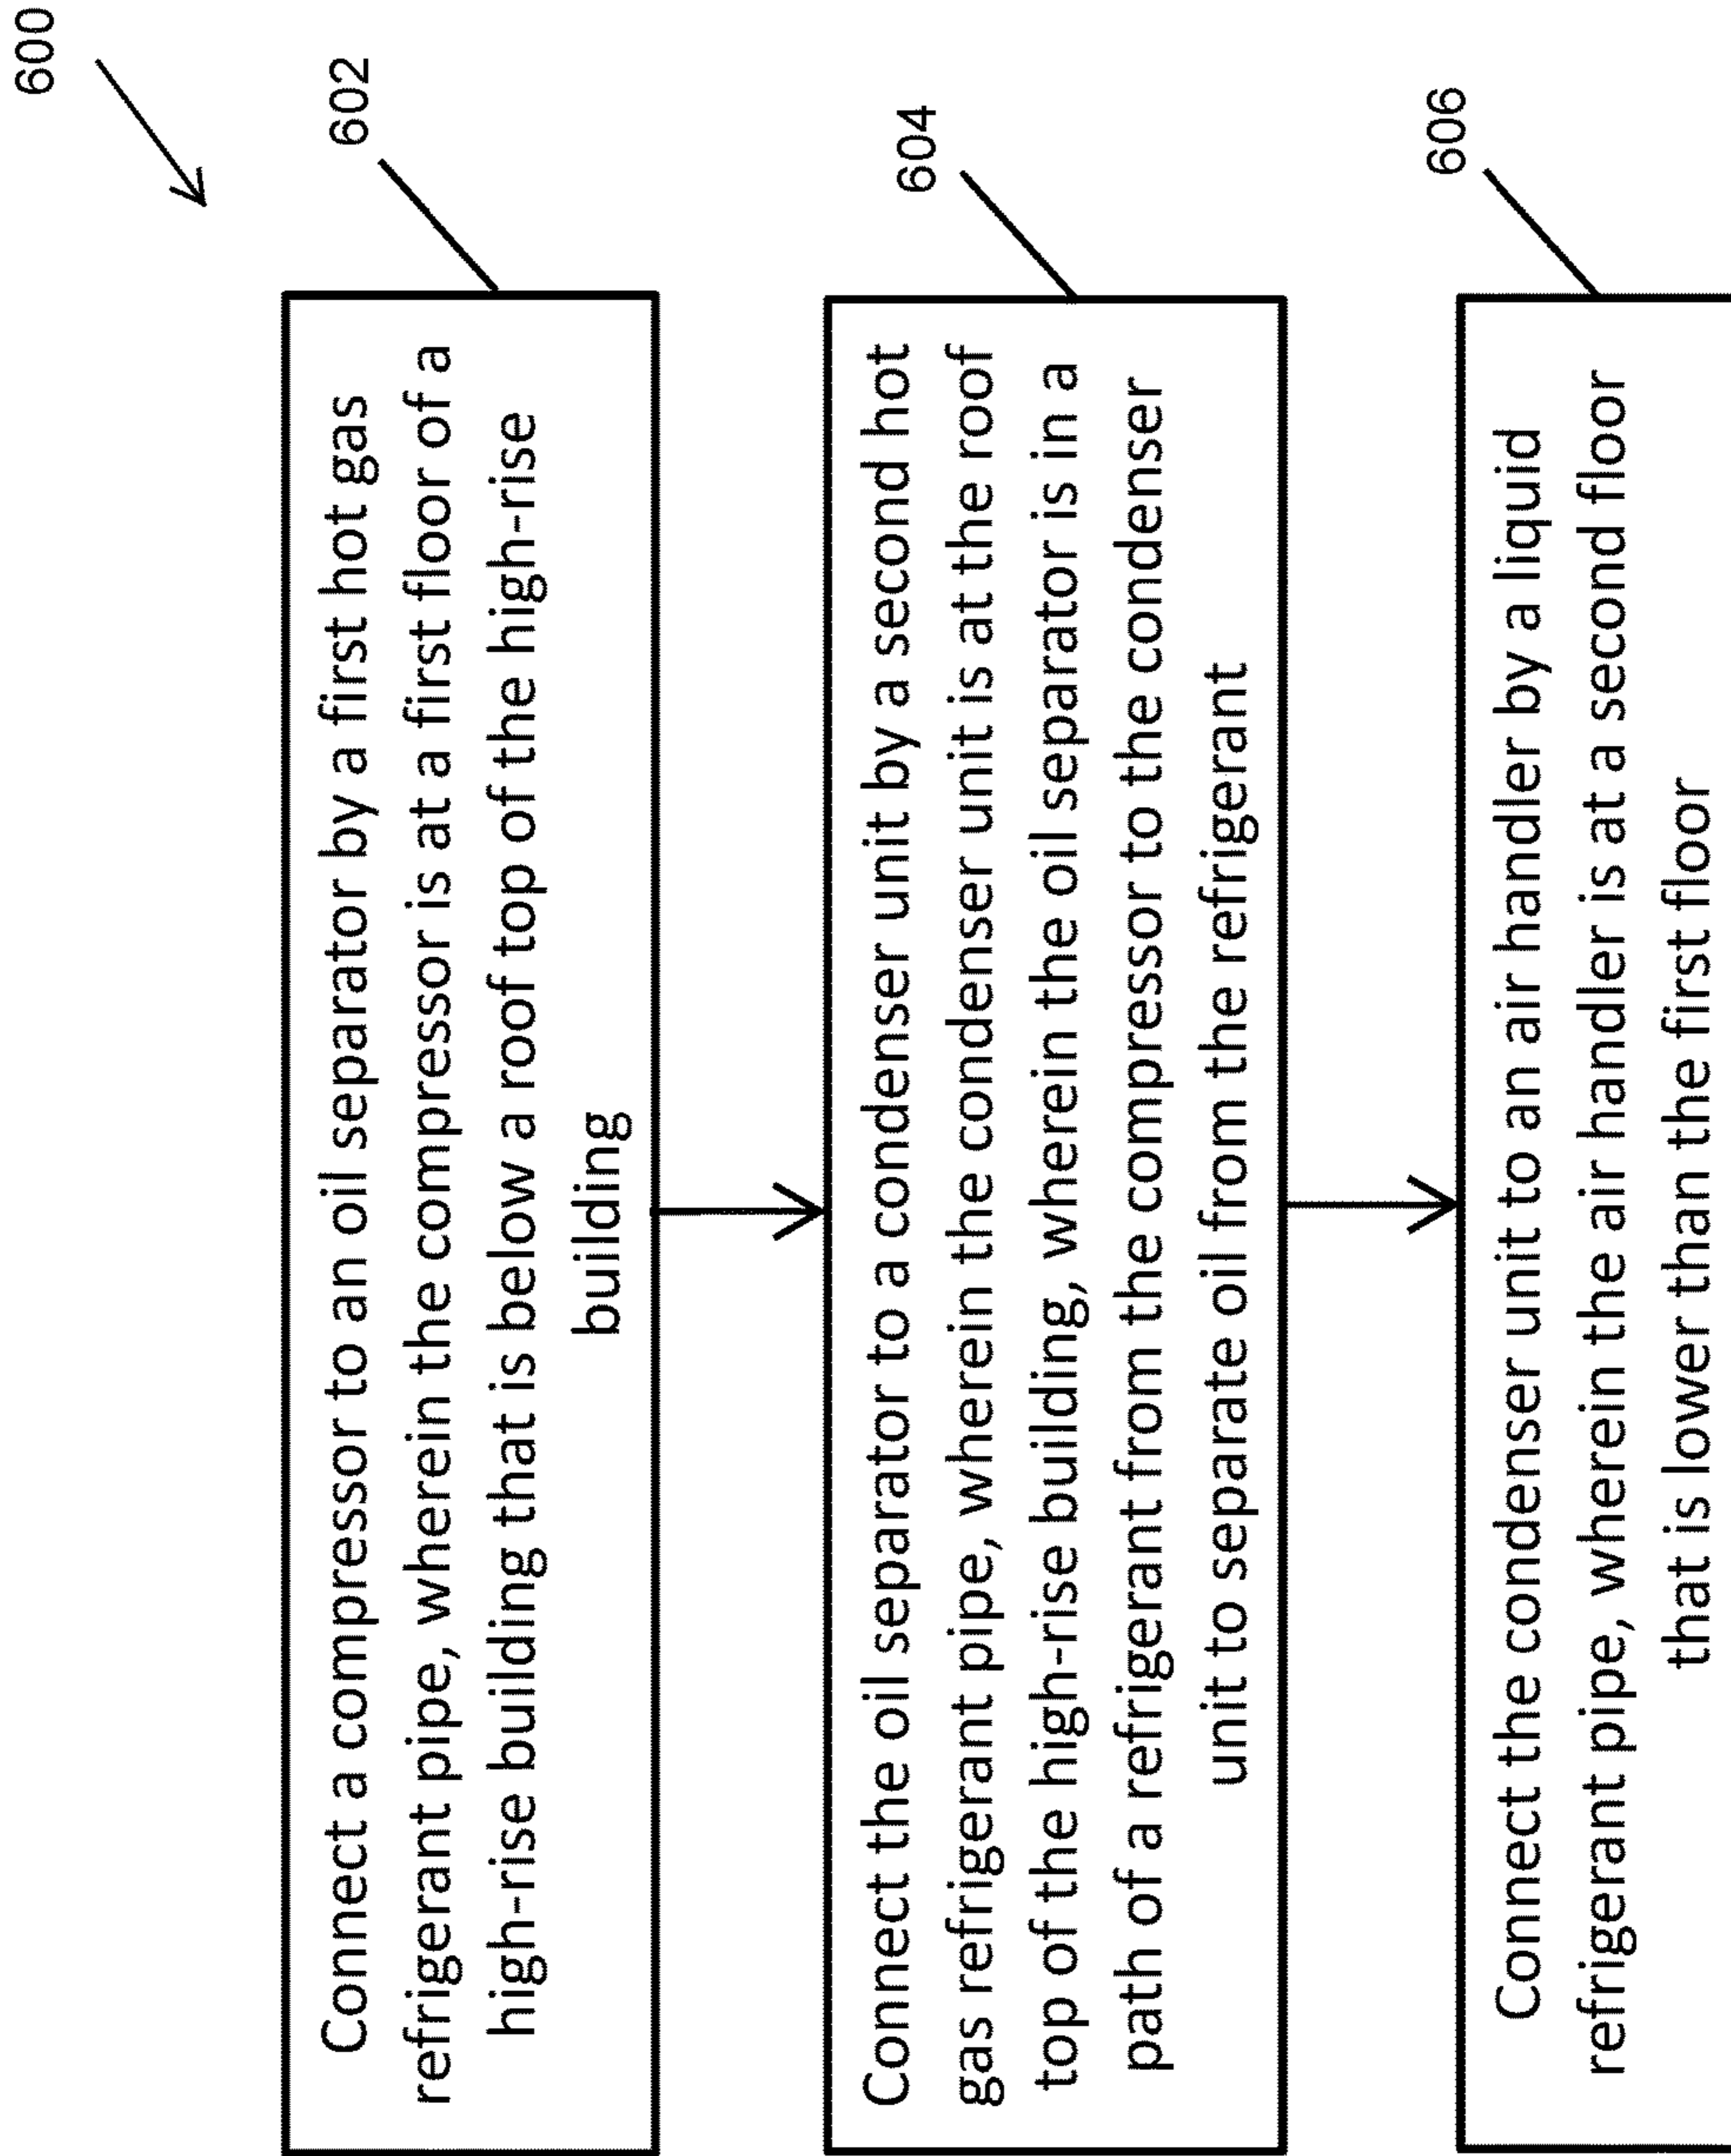 600
602
Connect a compressor to an oil separator by a first hot gas
refrigerant pipe, wherein the compressor is at a first floor of a
high-rise building that is below a roof top of the high-rise
building
604
Connect the oil separator to a condenser unit by a second hot
gas refrigerant pipe, wherein the condenser unit is at the roof
top of the high-rise building, wherein the oil separator is in a
path of a refrigerant from the compressor to the condenser
unit to separate oil from the refrigerant
606
Connect the condenser unit to an air handler by a liquid
refrigerant pipe, wherein the air handler is at a second floor
that is lower than the first floor